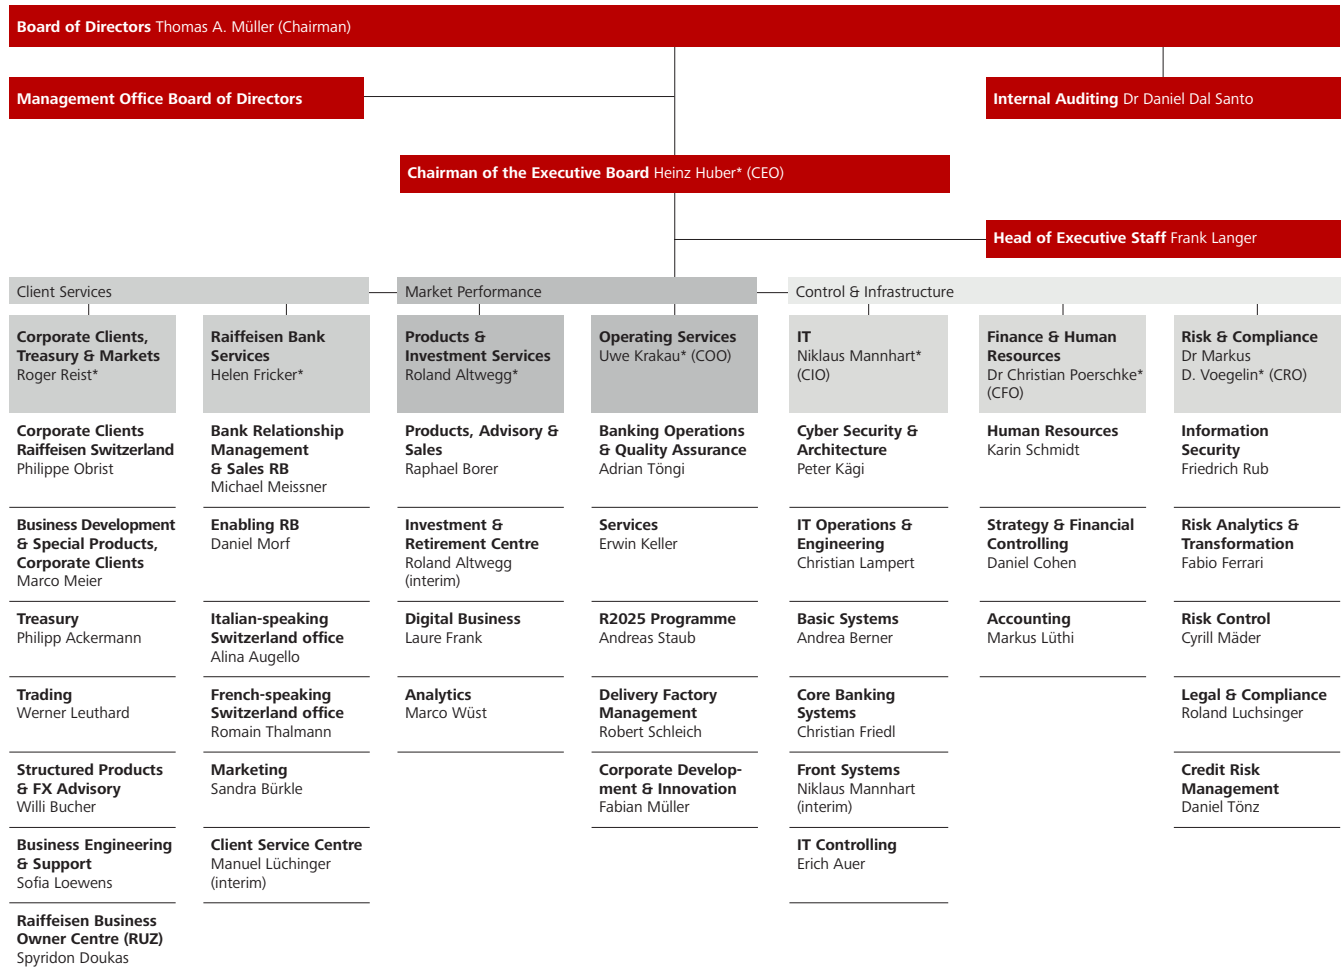 Board of Directors Thomas A. Müller (Chairman)
Management Office Board of Directors
Internal Auditing Dr Daniel Dal Santo
Chairman of the Executive Board Heinz Huber* (CEO)
Head of Executive Staff Frank Langer
Client Services
Market Performance
Control & Infrastructure
Corporate Clients,
Treasury & Markets
Roger Reist*
Raiffeisen Bank
Services
Helen Fricker*
Products &
Investment Services
Roland Altwegg*
Operating Services
Uwe Krakau* (COO)
IT
Niklaus Mannhart*
(CIO)
Finance & Human
Resources
Dr Christian Poerschke*
(CFO)
Risk & Compliance
Dr Markus
D. Voegelin* (CRO)
Corporate Clients
Raiffeisen Switzerland
Philippe Obrist
Business Development
& Special Products,
Corporate Clients
Marco Meier
Treasury
Philipp Ackermann
Trading
Werner Leuthard
Structured Products
& FX Advisory
Willi Bucher
Business Engineering
& Support
Sofia Loewens
Raiffeisen Business
Owner Centre (RUZ)
Spyridon Doukas
Bank Relationship
Management
& Sales RB
Michael Meissner
Enabling RB
Daniel Morf
Italian-speaking
Switzerland office
Alina Augello
French-speaking
Switzerland office
Romain Thalmann
Marketing
Sandra Bürkle
Client Service Centre
Manuel Lüchinger
(interim)
Products, Advisory &
Sales
Raphael Borer
Investment &
Retirement Centre
Roland Altwegg
(interim)
Digital Business
Laure Frank
Analytics
Marco Wüst
Banking Operations
& Quality Assurance
Adrian Töngi
Services
Erwin Keller
R2025 Programme
Andreas Staub
Delivery Factory
Management
Robert Schleich
Corporate Develop-
ment & Innovation
Fabian Müller
Cyber Security &
Architecture
Peter Kägi
IT Operations &
Engineering
Christian Lampert
Basic Systems
Andrea Berner
Core Banking
Systems
Christian Friedl
Front Systems
Niklaus Mannhart
(interim)
IT Controlling
Erich Auer
Human Resources
Karin Schmidt
Strategy & Financial
Controlling
Daniel Cohen
Accounting
Markus Lüthi
Information
Security
Friedrich Rub
Risk Analytics &
Transformation
Fabio Ferrari
Risk Control
Cyrill Mäder
Legal & Compliance
Roland Luchsinger
Credit Risk
Management
Daniel Tönz